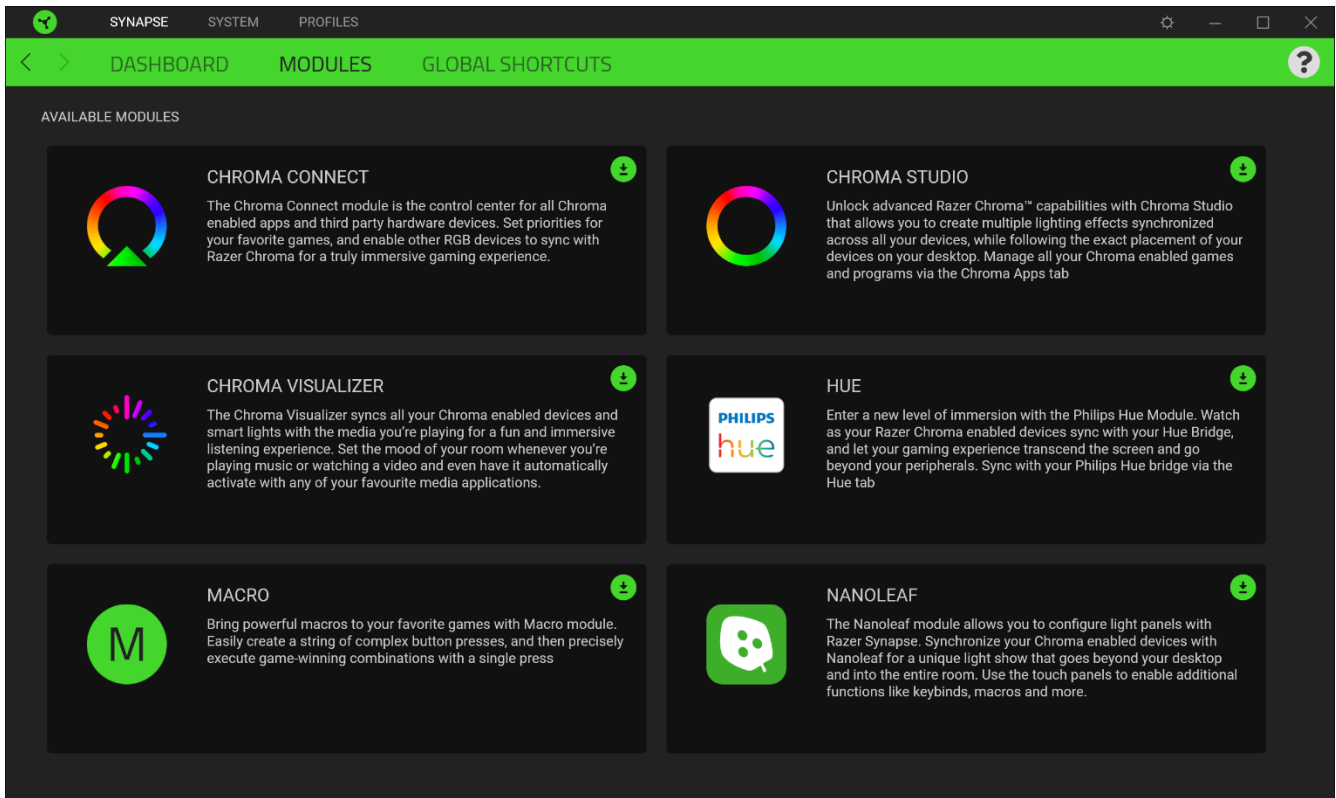 SYNAPSE SYSTEM PROFILES
DASHBOARD MODULES GLOBAL SHORTCUTS ?
AVAILABLE MODULES
CHROMA CONNECT
The Chroma Connect module is the control center for all Chroma
enabled apps and third party hardware devices. Set priorities for
your favorite games, and enable other RGB devices to sync with
Razer Chroma for a truly immersive gaming experience.
CHROMA STUDIO
Unlock advanced Razer Chroma™ capabilities with Chroma Studio
that allows you to create multiple lighting effects synchronized
across all your devices, while following the exact placement of your
devices on your desktop. Manage all your Chroma enabled games
and programs via the Chroma Apps tab
CHROMA VISUALIZER
The Chroma Visualizer syncs all your Chroma enabled devices and
smart lights with the media you're playing for a fun and immersive
listening experience. Set the mood of your room whenever you're
playing music or watching a video and even have it automatically
activate with any of your favourite media applications.
PHILIPS
hue
HUE
Enter a new level of immersion with the Philips Hue Module. Watch
as your Razer Chroma enabled devices sync with your Hue Bridge,
and let your gaming experience transcend the screen and go
beyond your peripherals. Sync with your Philips Hue bridge via the
Hue tab
M
MACRO
Bring powerful macros to your favorite games with Macro module.
Easily create a string of complex button presses, and then precisely
execute game-winning combinations with a single press
NANOLEAF
The Nanoleaf module allows you to configure light panels with
Razer Synapse. Synchronize your Chroma enabled devices with
Nanoleaf for a unique light show that goes beyond your desktop
and into the entire room. Use the touch panels to enable additional
functions like keybinds, macros and more.